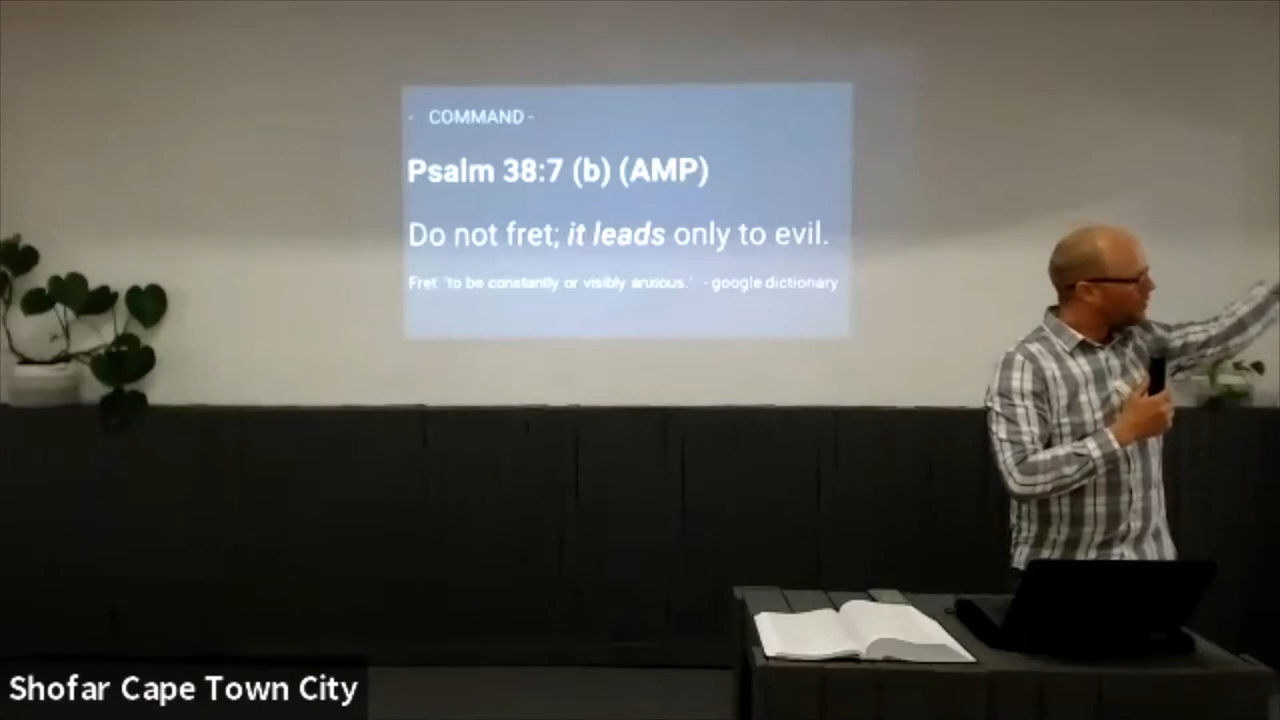 - COMMAND -
Psalm 38:7 (b) (AMP)
Do not fret; it leads only to evil.
Fret 'to be constantly or visibly anxious.' - google dictionary
Shofar Cape Town City